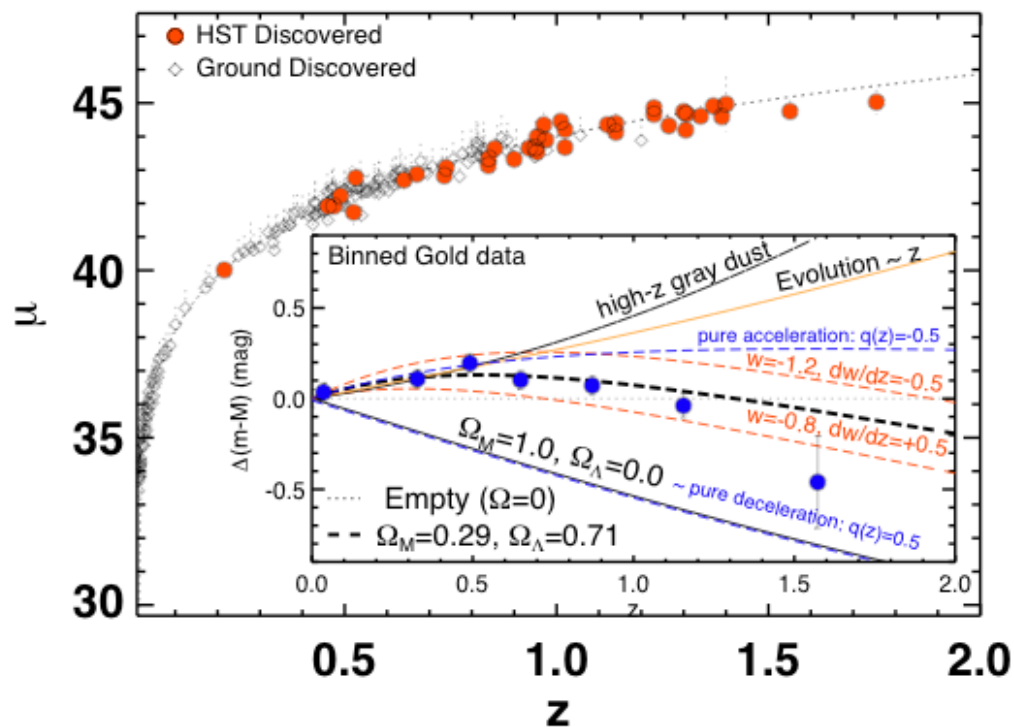 HST Discovered
Ground Discovered
μ
45
40
35
30
Binned Gold data
high-z gray dust
Evolution ~ z
pure acceleration: q(z)=-0.5
w=-1.2, dw/dz=-0.5
w=-0.8, dw/dz=+0.5
Ω_M=1.0, Ω_Λ=0.0
~ pure deceleration: q(z)=0.5
Empty (Ω=0)
Ω_M=0.29, Ω_Λ=0.71
Δ(m-M) (mag)
0.5
0.0
-0.5
0.0 0.5 1.0 1.5 2.0
z
0.5 1.0 1.5 2.0
z